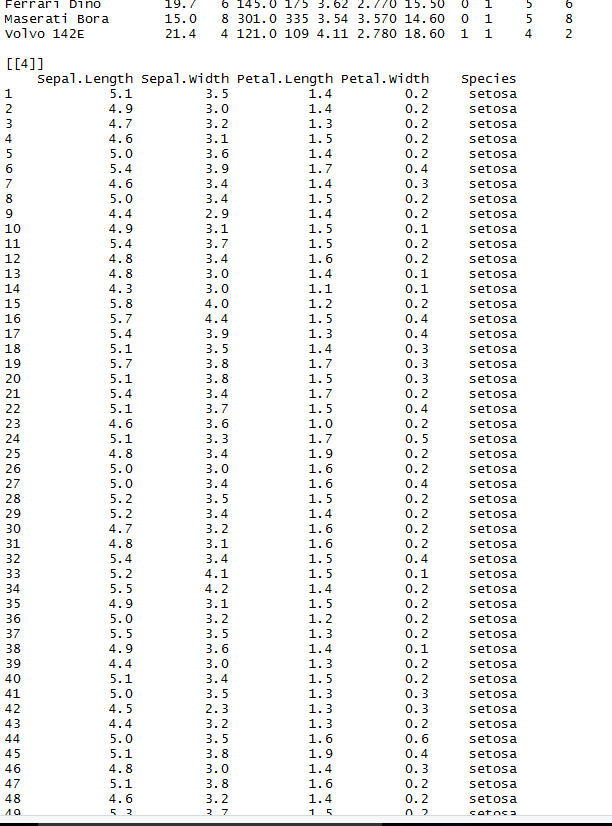 Ferrari Dino 19.7 6 145.0 175 3.62 2.770 15.50 0 1 5 6
Maserati Bora 15.0 8 301.0 335 3.54 3.570 14.60 0 1 5 8
Volvo 142E 21.4 4 121.0 109 4.11 2.780 18.60 1 1 4 2
[[4]]
Sepal.Length Sepal.Width Petal.Length Petal.Width Species
1 5.1 3.5 1.4 0.2 setosa
2 4.9 3.0 1.4 0.2 setosa
3 4.7 3.2 1.3 0.2 setosa
4 4.6 3.1 1.5 0.2 setosa
5 5.0 3.6 1.4 0.2 setosa
6 5.4 3.9 1.7 0.4 setosa
7 4.6 3.4 1.4 0.3 setosa
8 5.0 3.4 1.5 0.2 setosa
9 4.4 2.9 1.4 0.2 setosa
10 4.9 3.1 1.5 0.1 setosa
11 5.4 3.7 1.5 0.2 setosa
12 4.8 3.4 1.6 0.2 setosa
13 4.8 3.0 1.4 0.1 setosa
14 4.3 3.0 1.1 0.1 setosa
15 5.8 4.0 1.2 0.2 setosa
16 5.7 4.4 1.5 0.4 setosa
17 5.4 3.9 1.3 0.4 setosa
18 5.1 3.5 1.4 0.3 setosa
19 5.7 3.8 1.7 0.3 setosa
20 5.1 3.8 1.5 0.3 setosa
21 5.4 3.4 1.7 0.2 setosa
22 5.1 3.7 1.5 0.4 setosa
23 4.6 3.6 1.0 0.2 setosa
24 5.1 3.3 1.7 0.5 setosa
25 4.8 3.4 1.9 0.2 setosa
26 5.0 3.0 1.6 0.2 setosa
27 5.0 3.4 1.6 0.4 setosa
28 5.2 3.5 1.5 0.2 setosa
29 5.2 3.4 1.4 0.2 setosa
30 4.7 3.2 1.6 0.2 setosa
31 4.8 3.1 1.6 0.2 setosa
32 5.4 3.4 1.5 0.4 setosa
33 5.2 4.1 1.5 0.1 setosa
34 5.5 4.2 1.4 0.2 setosa
35 4.9 3.1 1.5 0.2 setosa
36 5.0 3.2 1.2 0.2 setosa
37 5.5 3.5 1.3 0.2 setosa
38 4.9 3.6 1.4 0.1 setosa
39 4.4 3.0 1.3 0.2 setosa
40 5.1 3.4 1.5 0.2 setosa
41 5.0 3.5 1.3 0.3 setosa
42 4.5 2.3 1.3 0.3 setosa
43 4.4 3.2 1.3 0.2 setosa
44 5.0 3.5 1.6 0.6 setosa
45 5.1 3.8 1.9 0.4 setosa
46 4.8 3.0 1.4 0.3 setosa
47 5.1 3.8 1.6 0.2 setosa
48 4.6 3.2 1.4 0.2 setosa
49 5.3 3.7 1.5 0.2 setosa